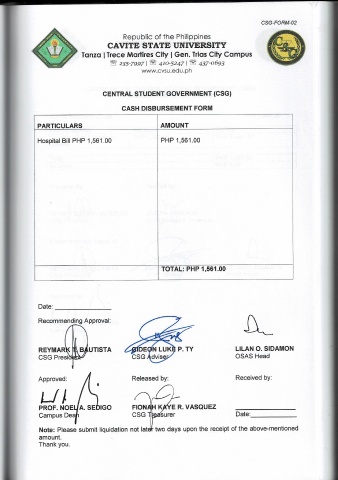 CSG-FORM-02
Republic of the Philippines
CAVITE STATE UNIVERSITY
Tanza | Trece Martires City | Gen. Trias City Campus
☏ 235-7997 | ☏ 410-5247 | ☏ 437-0693
www.cvsu.edu.ph
CENTRAL STUDENT GOVERNMENT (CSG)
CASH DISBURSEMENT FORM
PARTICULARS AMOUNT
Hospital Bill PHP 1,561.00 PHP 1,561.00
TOTAL: PHP 1,561.00
Date:
Recommending Approval:
REYMARK T. BAUTISTA GIDEON LUKE P. TY LILAN O. SIDAMON
CSG President CSG Adviser OSAS Head
Approved: Released by: Received by:
PROF. NOEL A. SEDIGO FIONAH KAYE R. VASQUEZ
Campus Dean CSG Treasurer Date:
Note: Please submit liquidation not later two days upon the receipt of the above-mentioned
amount.
Thank you.